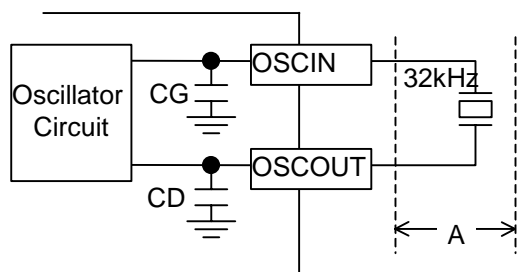 OSCIN
32kHz
Oscillator
Circuit
CG
OSCOUT
CD
A